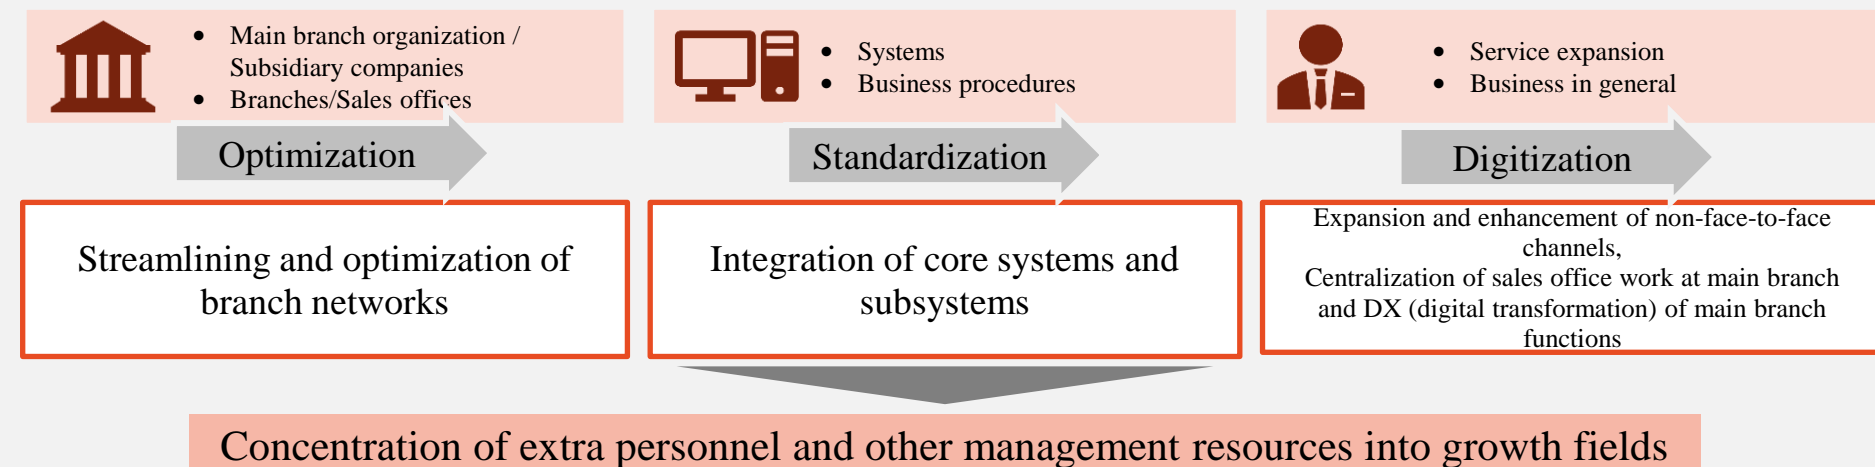 • Main branch organization /
Subsidiary companies
• Branches/Sales offices
• Systems
• Business procedures
• Service expansion
• Business in general
Optimization
Standardization
Digitization
Streamlining and optimization of
branch networks
Integration of core systems and
subsystems
Expansion and enhancement of non-face-to-face
channels,
Centralization of sales office work at main branch
and DX (digital transformation) of main branch
functions
Concentration of extra personnel and other management resources into growth fields